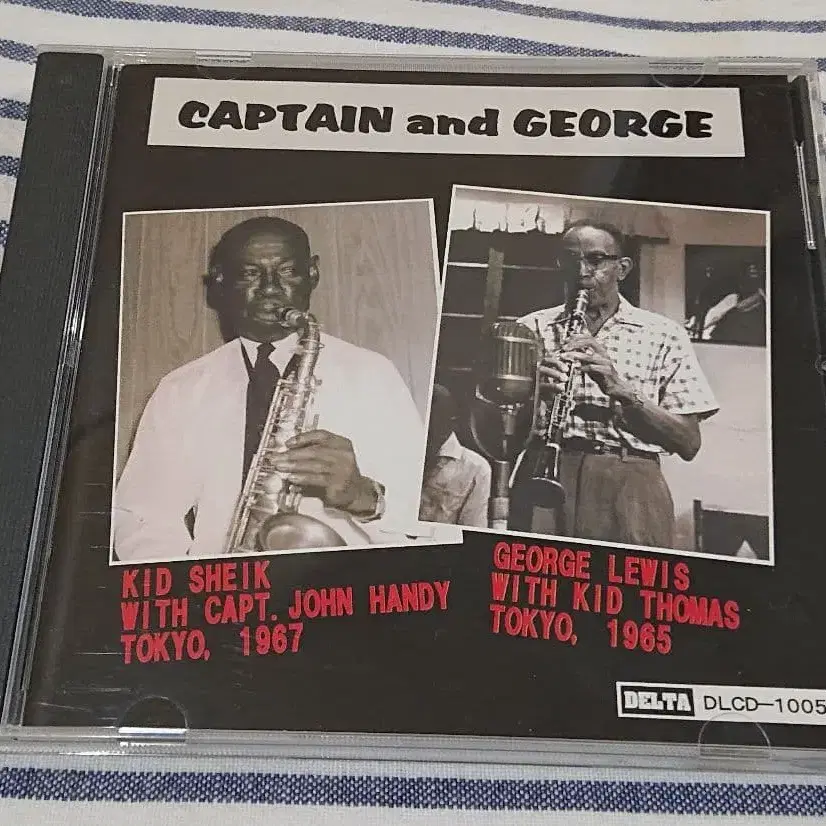 CAPTAIN and GEORGE
KID SHEIK
WITH CAPT. JOHN HANDY
TOKYO, 1967
GEORGE LEWIS
WITH KID THOMAS
TOKYO, 1965
DELTA DLCD-1005